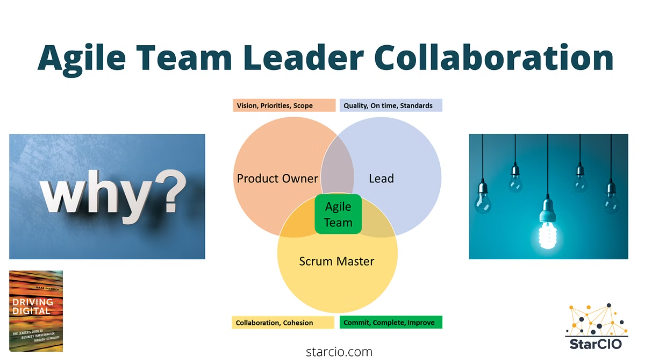 Agile Team Leader Collaboration
Vision, Priorities, Scope
Quality, On time, Standards
why?
Product Owner
Lead
Agile
Team
Scrum Master
DRIVING
DIGITAL
Collaboration, Cohesion
Commit, Complete, Improve
StarCIO
starcio.com